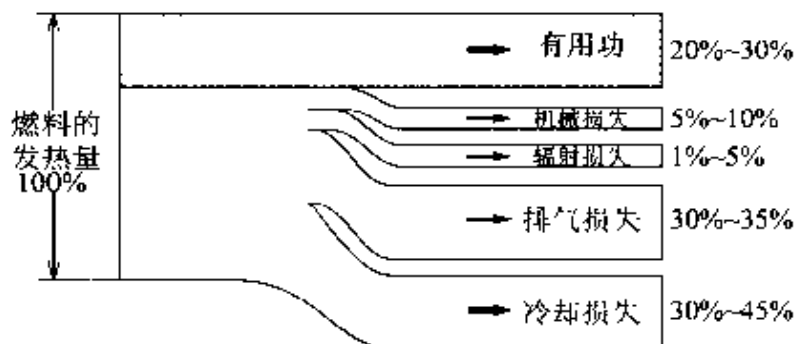 有用功 20%~30%
机械损失 5%~10%
辐射损失 1%~5%
燃料的
发热量
100%
排气损失 30%~35%
冷却损失 30%~45%